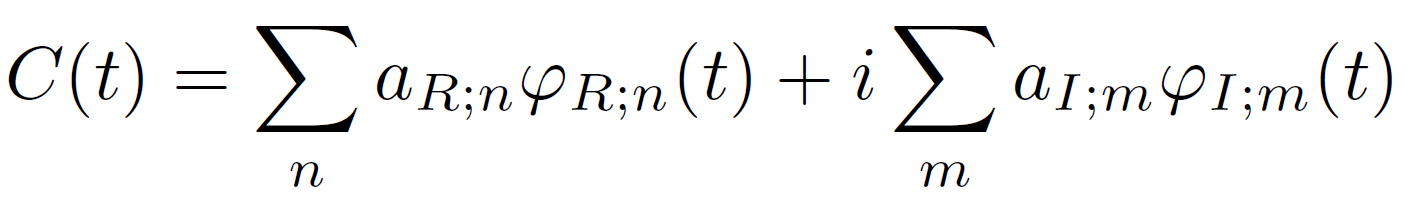 C(t) = \sum_{n} a_{R;n} \varphi_{R;n}(t) + i \sum_{m} a_{I;m} \varphi_{I;m}(t)